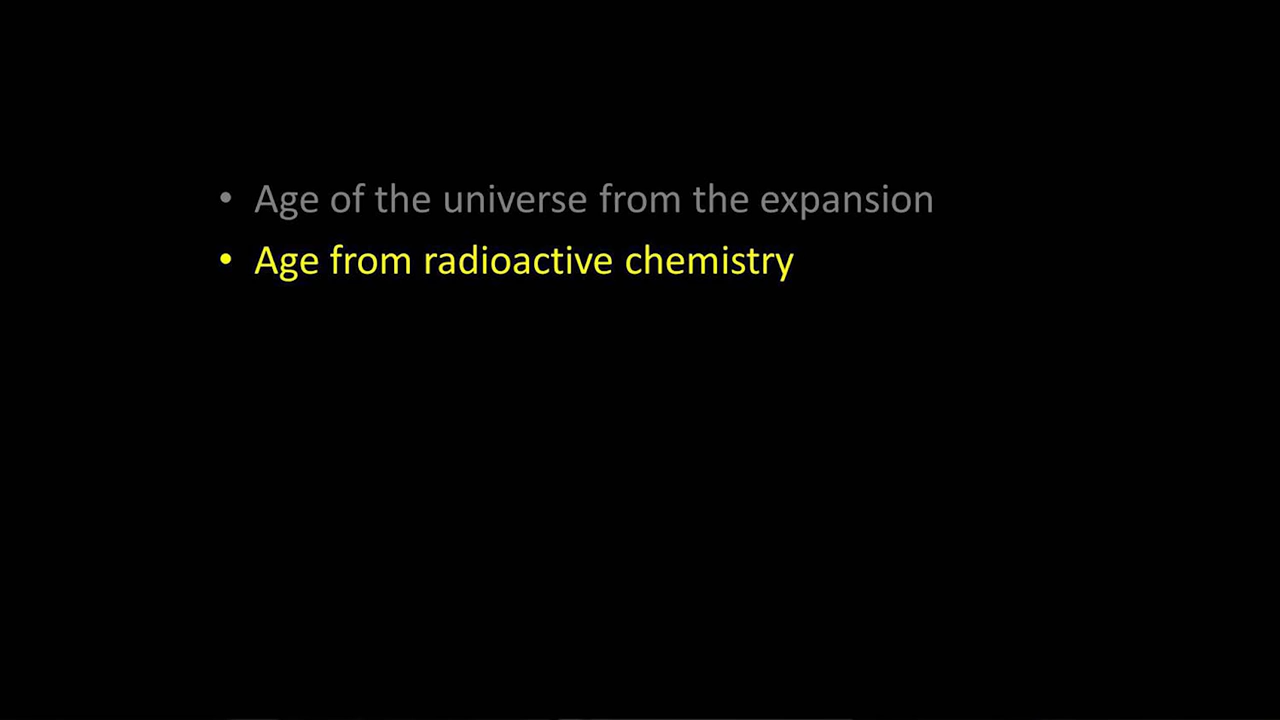 • Age of the universe from the expansion
• Age from radioactive chemistry